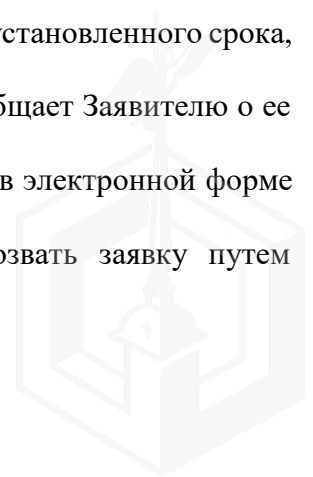 установленного срока,
бщает Заявителю о ее
в электронной форме
озвать заявку путем